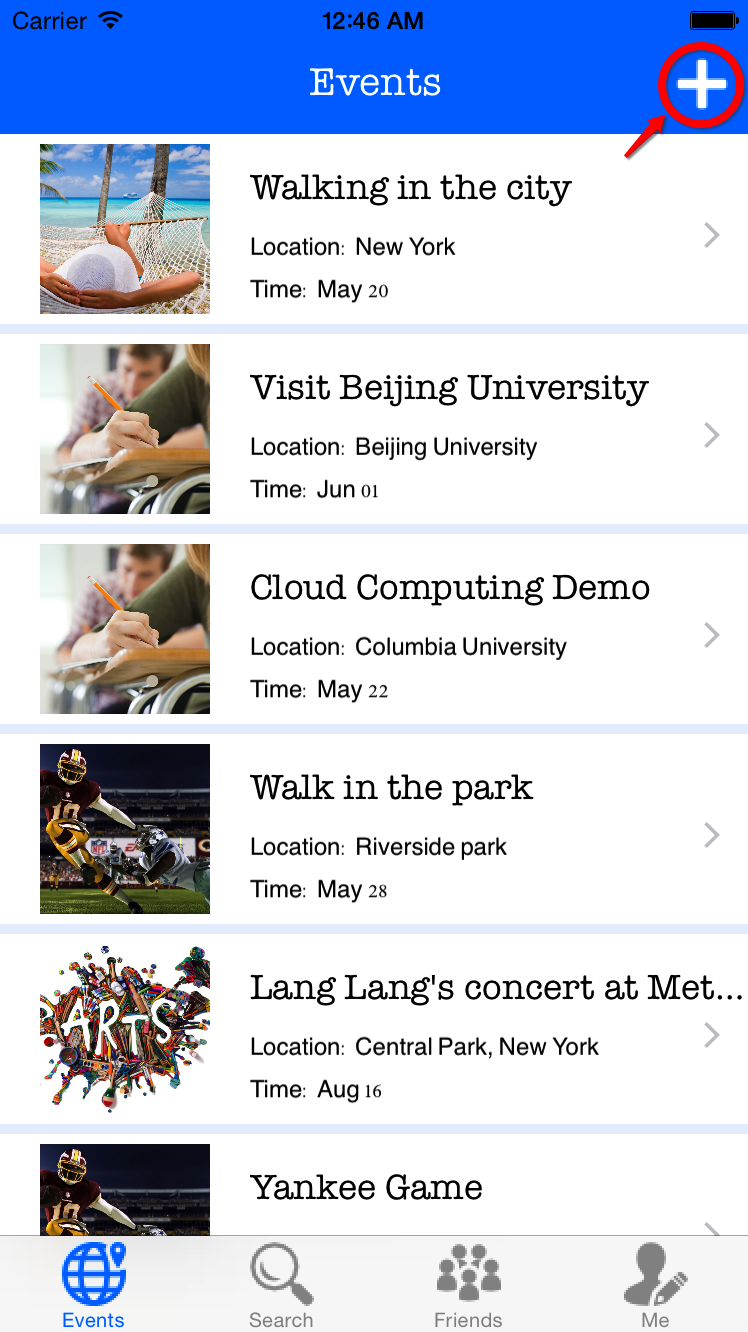 Carrier 12:46 AM
Events
Walking in the city
Location: New York
Time: May 20
Visit Beijing University
Location: Beijing University
Time: Jun 01
Cloud Computing Demo
Location: Columbia University
Time: May 22
Walk in the park
Location: Riverside park
Time: May 28
ARTS
Lang Lang's concert at Met...
Location: Central Park, New York
Time: Aug 16
Yankee Game
Events Search Friends Me